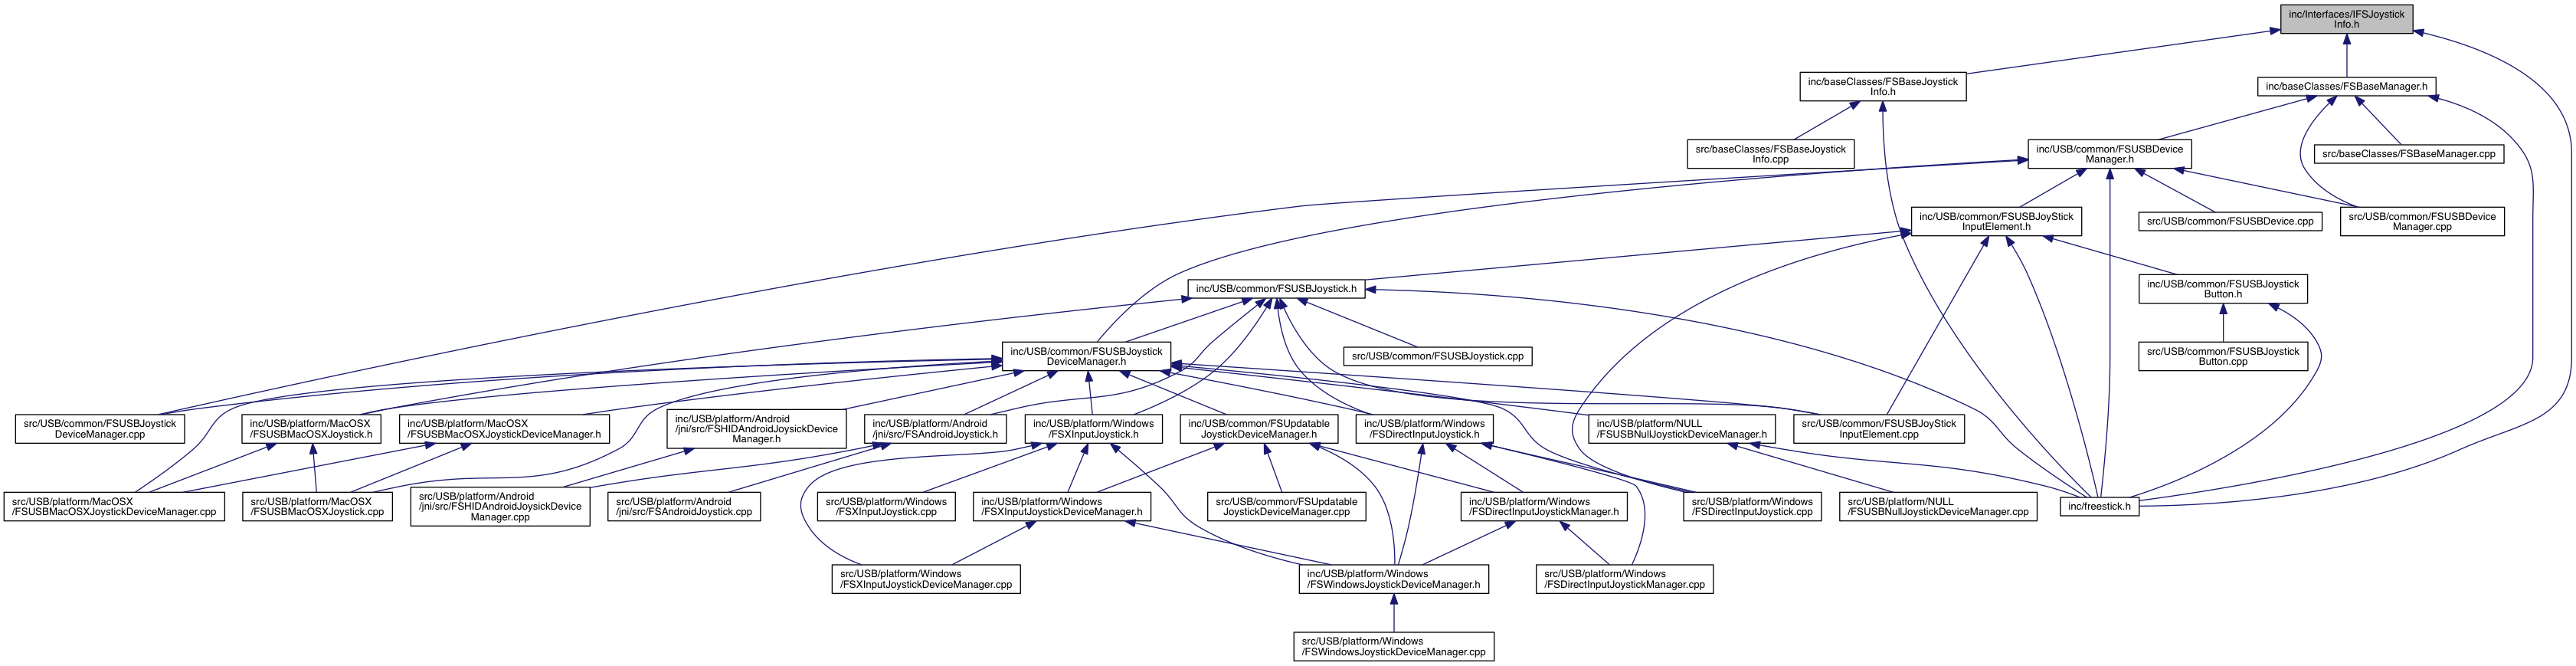 inc/Interfaces/IFSJoystick
Info.h
inc/baseClasses/FSBaseJoystick
Info.h
inc/baseClasses/FSBaseManager.h
src/baseClasses/FSBaseJoystick
Info.cpp
inc/USB/common/FSUSBDevice
Manager.h
src/baseClasses/FSBaseManager.cpp
inc/USB/common/FSUSBJoyStick
InputElement.h
src/USB/common/FSUSBDevice.cpp
src/USB/common/FSUSBDevice
Manager.cpp
inc/USB/common/FSUSBJoystick.h
inc/USB/common/FSUSBJoystick
Button.h
inc/USB/common/FSUSBJoystick
DeviceManager.h
src/USB/common/FSUSBJoystick.cpp
src/USB/common/FSUSBJoystick
Button.cpp
src/USB/common/FSUSBJoystick
DeviceManager.cpp
inc/USB/platform/MacOSX
/FSUSBMacOSXJoystick.h
inc/USB/platform/MacOSX
/FSUSBMacOSXJoystickDeviceManager.h
inc/USB/platform/Android
/jni/src/FSHIDAndroidJoysickDevice
Manager.h
inc/USB/platform/Android
/jni/src/FSAndroidJoystick.h
inc/USB/platform/Windows
/FSXInputJoystick.h
inc/USB/common/FSUpdatable
JoystickDeviceManager.h
inc/USB/platform/Windows
/FSDirectInputJoystick.h
inc/USB/platform/NULL
/FSUSBNullJoystickDeviceManager.h
src/USB/common/FSUSBJoyStick
InputElement.cpp
src/USB/platform/MacOSX
/FSUSBMacOSXJoystickDeviceManager.cpp
src/USB/platform/MacOSX
/FSUSBMacOSXJoystick.cpp
src/USB/platform/Android
/jni/src/FSHIDAndroidJoysickDevice
Manager.cpp
src/USB/platform/Android
/jni/src/FSAndroidJoystick.cpp
src/USB/platform/Windows
/FSXInputJoystick.cpp
inc/USB/platform/Windows
/FSXInputJoystickDeviceManager.h
src/USB/common/FSUpdatable
JoystickDeviceManager.cpp
inc/USB/platform/Windows
/FSDirectInputJoystickManager.h
src/USB/platform/Windows
/FSDirectInputJoystick.cpp
src/USB/platform/NULL
/FSUSBNullJoystickDeviceManager.cpp
inc/freestick.h
src/USB/platform/Windows
/FSXInputJoystickDeviceManager.cpp
inc/USB/platform/Windows
/FSWindowsJoystickDeviceManager.h
src/USB/platform/Windows
/FSDirectInputJoystickManager.cpp
src/USB/platform/Windows
/FSWindowsJoystickDeviceManager.cpp